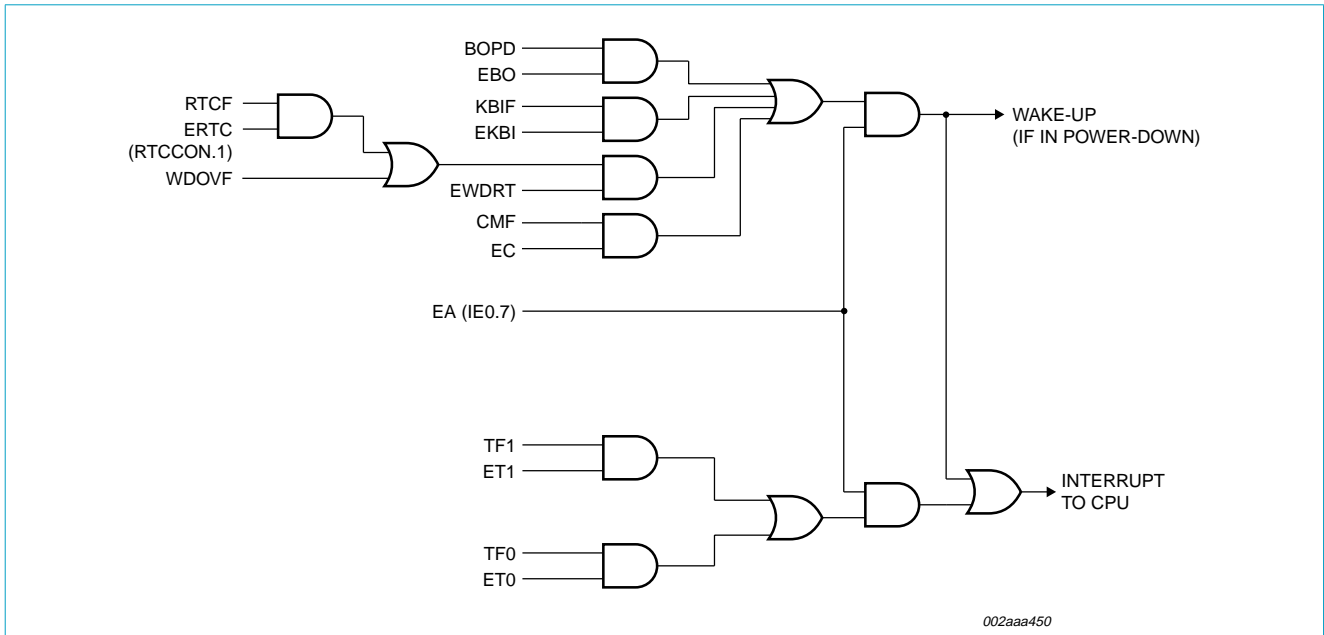 BOPD
EBO
RTCF
ERTC
(RTCCON.1)
WDOVF
KBIF
EKBI
EWDRT
CMF
EC
WAKE-UP
(IF IN POWER-DOWN)
EA (IE0.7)
TF1
ET1
TF0
ET0
INTERRUPT
TO CPU
002aaa450